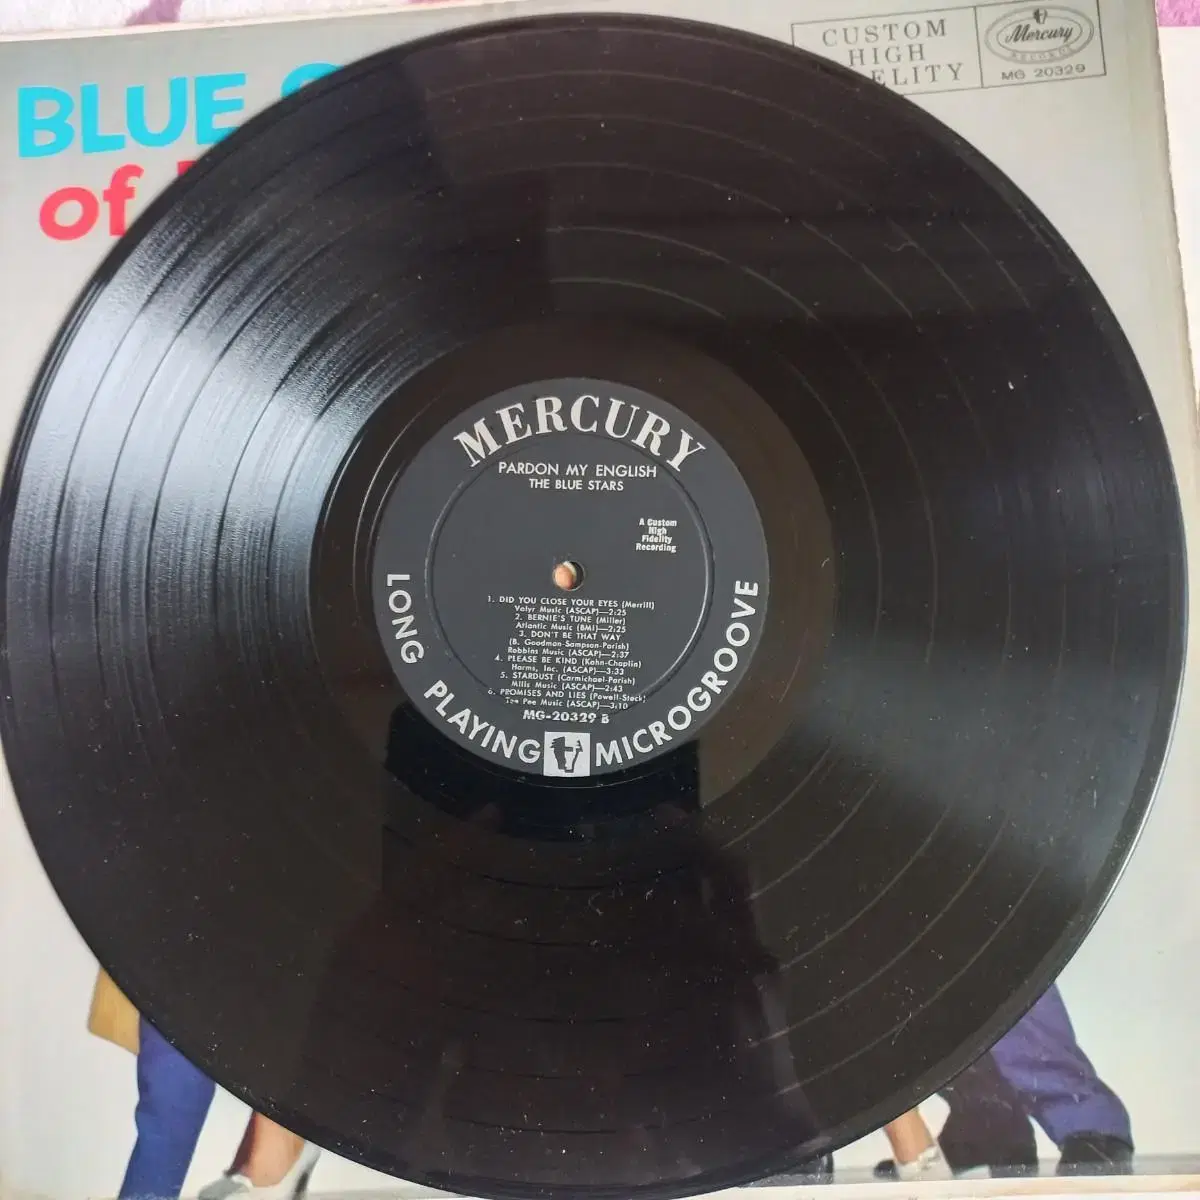 BLUE
of
CUSTOM
HIGH
ELITY
Mercury
RECORDS
MG 20329
MERCURY
PARDON MY ENGLISH
THE BLUE STARS
A Custom
High
Fidelity
Recording
1. DID YOU CLOSE YOUR EYES (Merrill)
Valyr Music (ASCAP)—2:25
2. BERNIE'S TUNE (Miller)
Atlantic Music (BMI)—2:25
3. DON'T BE THAT WAY
(B. Goodman-Sampson-Parish)
Robbins Music (ASCAP)—2:37
4. PLEASE BE KIND (Kahn-Chaplin)
Harms, Inc. (ASCAP)—3:33
5. STARDUST (Carmichael-Parish)
Mills Music (ASCAP)—2:43
6. PROMISES AND LIES (Powell-Stock)
Tee Pee Music (ASCAP)—3:10
MG-20329 B
LONG PLAYING MICROGROOVE